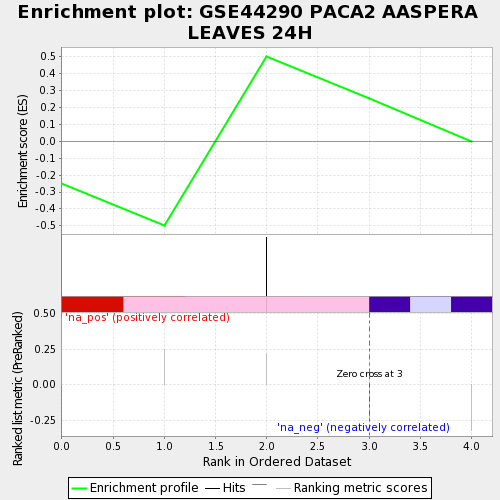 Enrichment plot: GSE44290 PACA2 AASPERA
LEAVES 24H
Enrichment score (ES)
0.5
0.4
0.3
0.2
0.1
0.0
-0.1
-0.2
-0.3
-0.4
-0.5
Ranked list metric (PreRanked)
0.50
0.25
0.00
-0.25
'na_pos' (positively correlated)
Zero cross at 3
'na_neg' (negatively correlated)
0.0 0.5 1.0 1.5 2.0 2.5 3.0 3.5 4.0
Rank in Ordered Dataset
Enrichment profile Hits Ranking metric scores